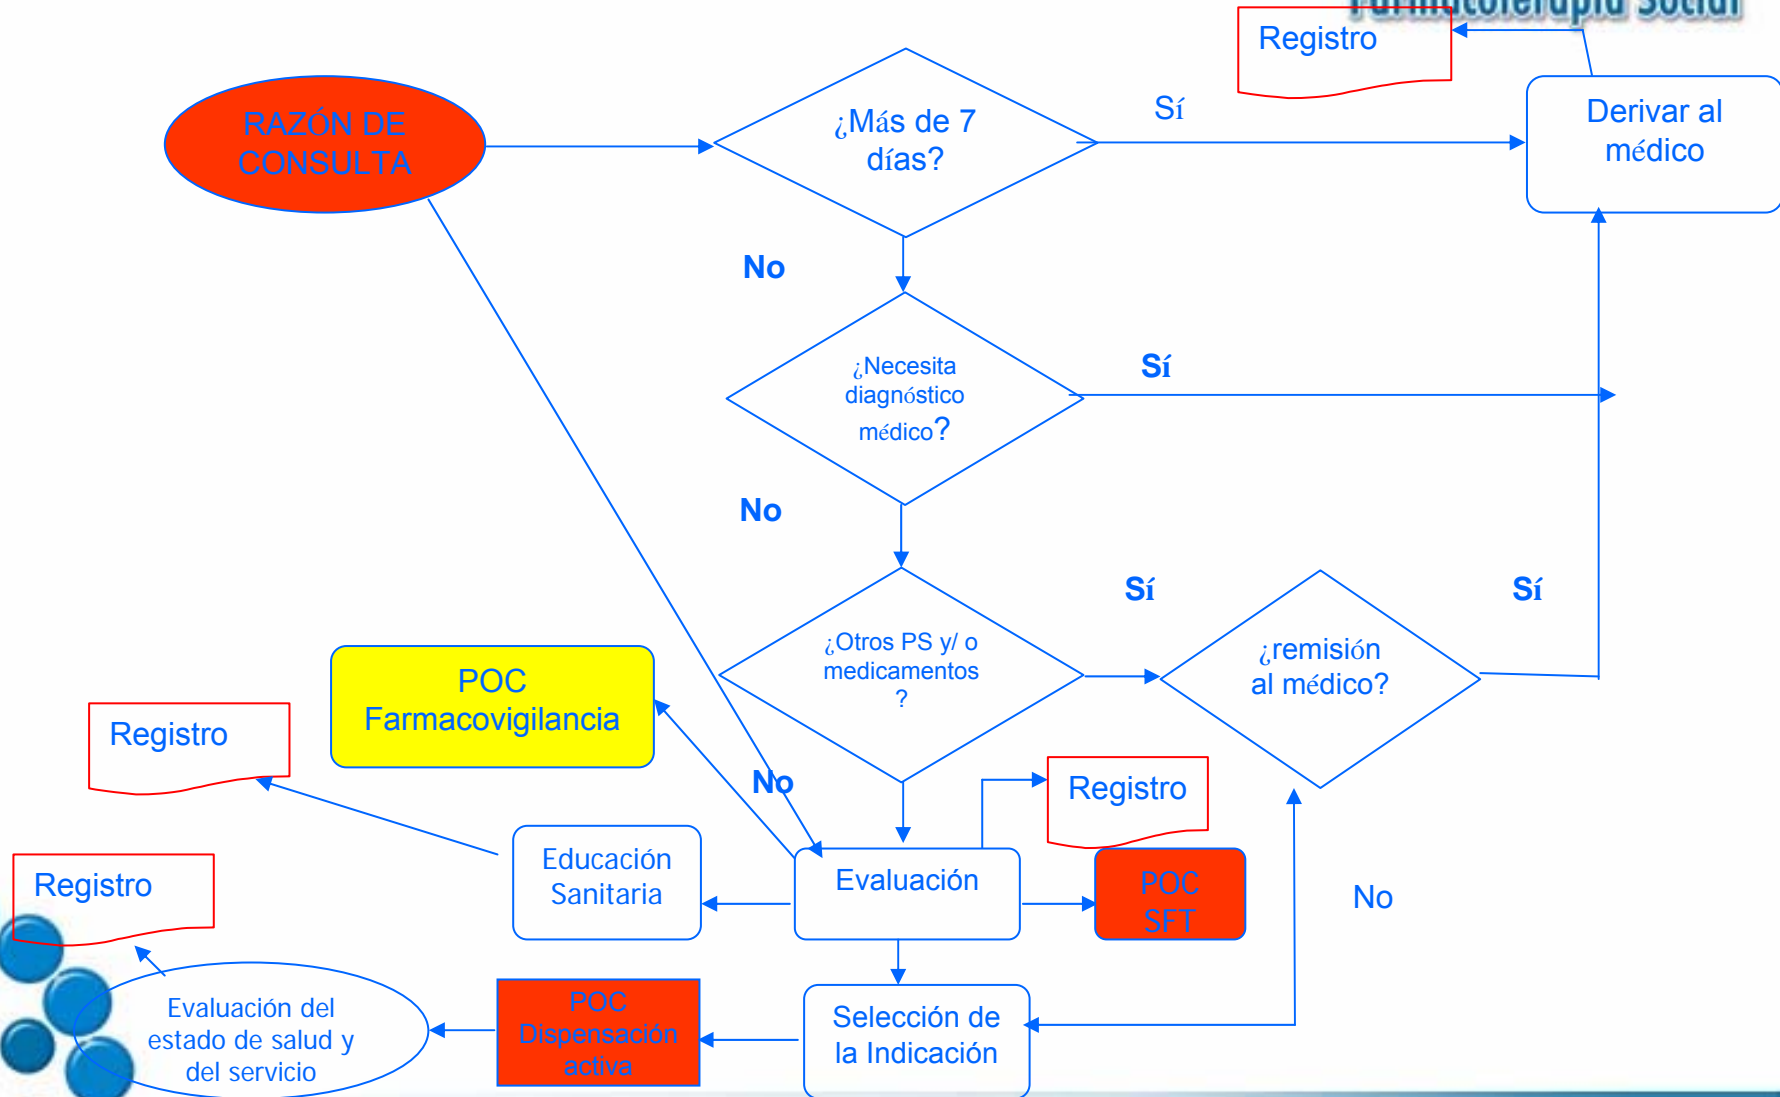 Farmacoterapia Social
Registro
RAZÓN DE
CONSULTA
¿Más de 7
días?
Sí
Derivar al
médico
No
¿Necesita
diagnóstico
médico?
Sí
No
¿Otros PS y/ o
medicamentos
?
Sí
¿remisión
al médico?
Sí
POC
Farmacovigilancia
Registro
No
Registro
Educación
Sanitaria
Evaluación
POC
SFT
No
Registro
Evaluación del
estado de salud y
del servicio
POC
Dispensación
activa
Selección de
la Indicación